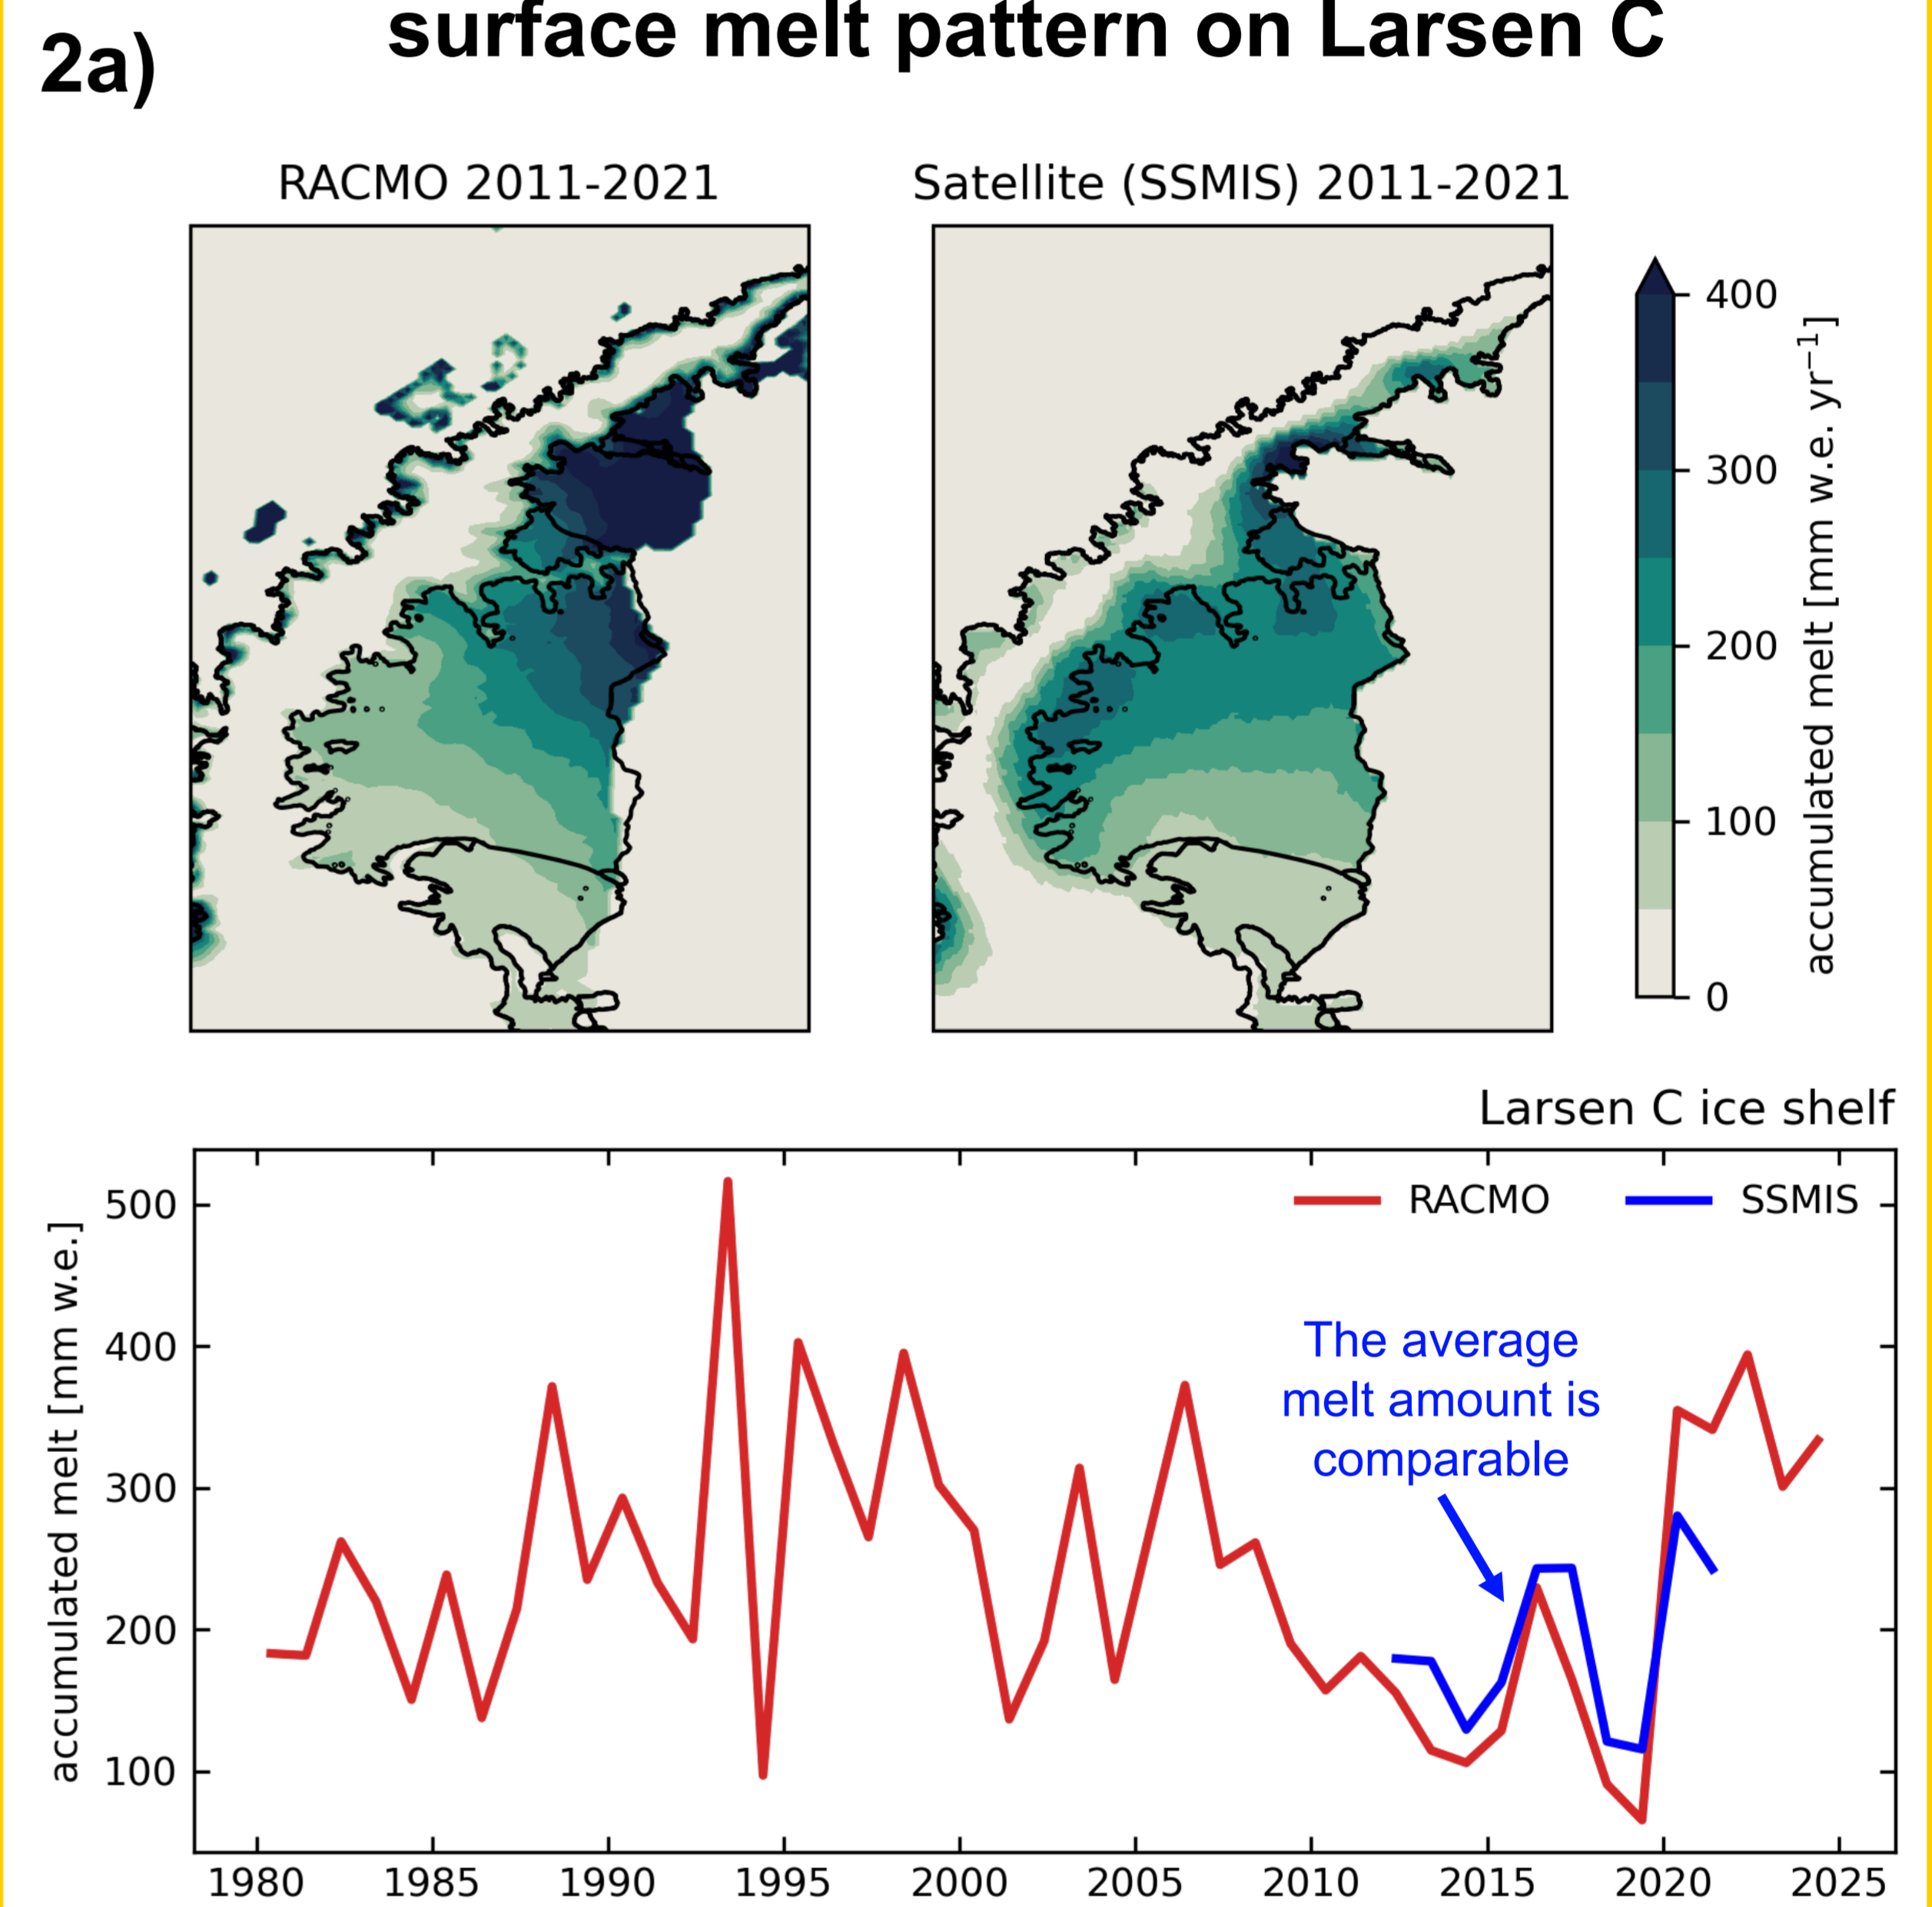 surface melt pattern on Larsen C
2a)
RACMO 2011-2021
Satellite (SSMIS) 2011-2021
400
300
200
100
0
accumulated melt [mm w.e. yr⁻¹]
Larsen C ice shelf
RACMO
SSMIS
The average
melt amount is
comparable
accumulated melt [mm w.e.]
500
400
300
200
100
1980 1985 1990 1995 2000 2005 2010 2015 2020 2025